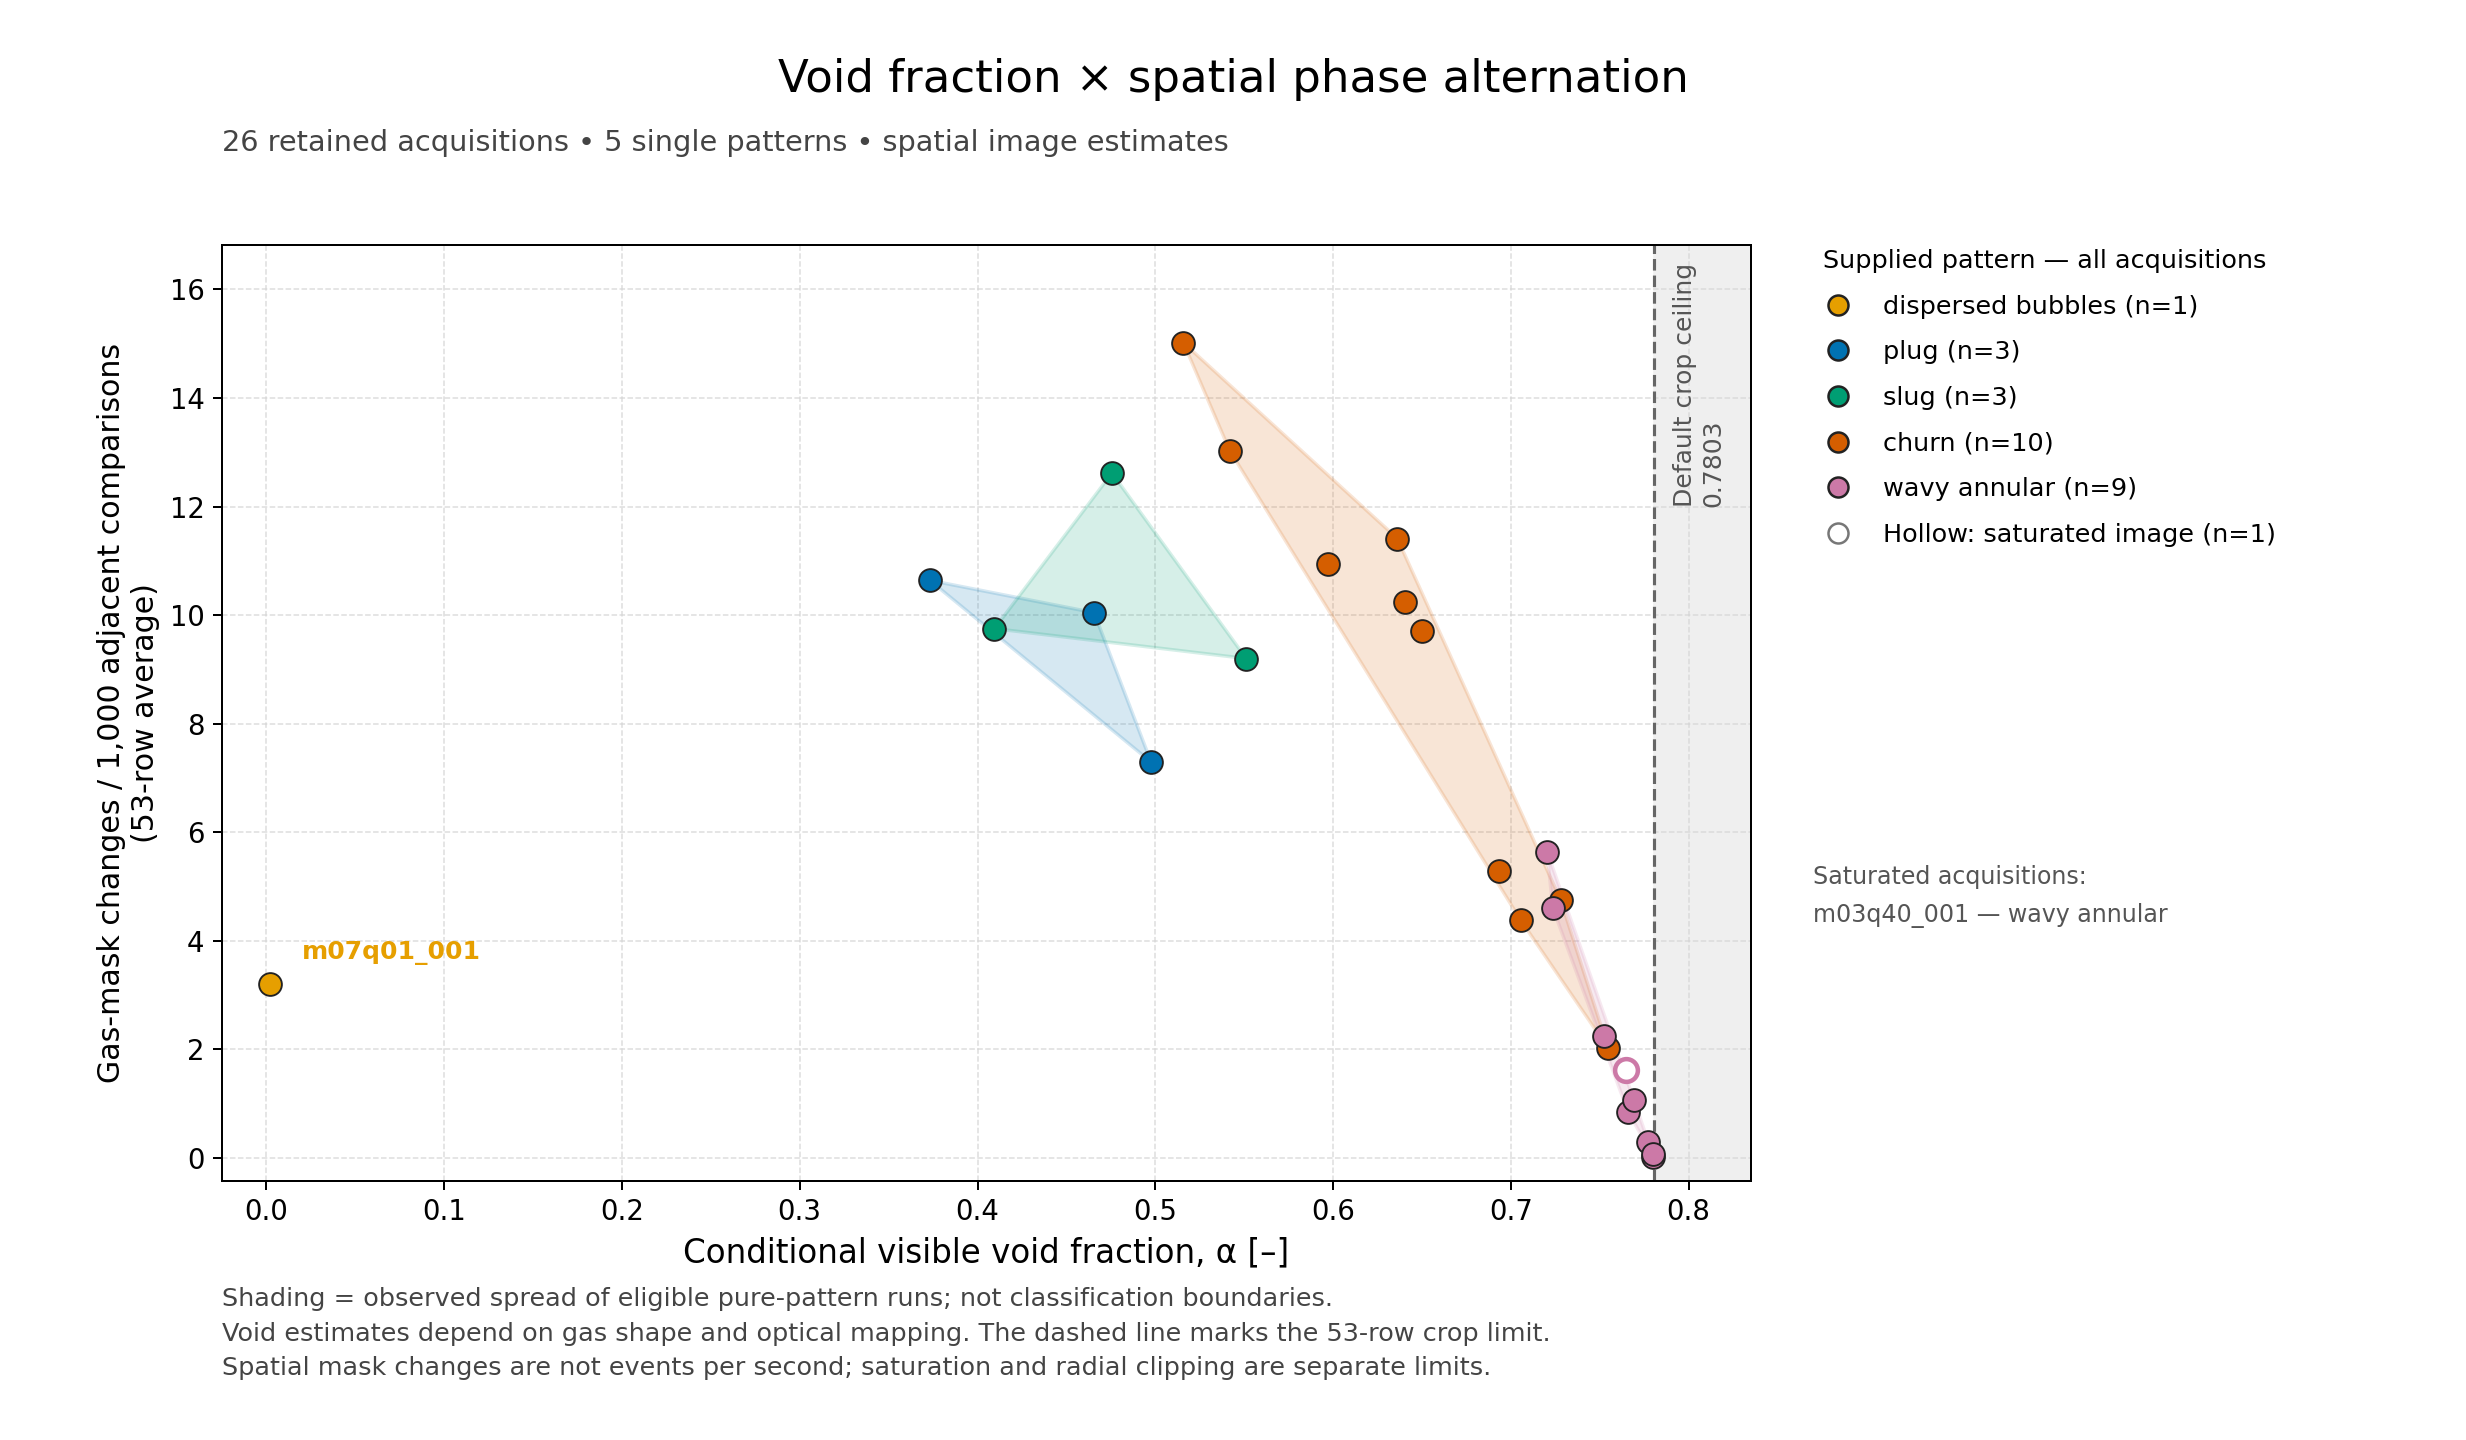 Void fraction × spatial phase alternation
26 retained acquisitions • 5 single patterns • spatial image estimates
Gas-mask changes / 1,000 adjacent comparisons
(53-row average)
16
14
12
10
8
6
4
2
0
Default crop ceiling
0.7803
m07q01_001
0.0
0.1
0.2
0.3
0.4
0.5
0.6
0.7
0.8
Conditional visible void fraction, α [–]
Supplied pattern — all acquisitions
dispersed bubbles (n=1)
plug (n=3)
slug (n=3)
churn (n=10)
wavy annular (n=9)
Hollow: saturated image (n=1)
Saturated acquisitions:
m03q40_001 — wavy annular
Shading = observed spread of eligible pure-pattern runs; not classification boundaries.
Void estimates depend on gas shape and optical mapping. The dashed line marks the 53-row crop limit.
Spatial mask changes are not events per second; saturation and radial clipping are separate limits.